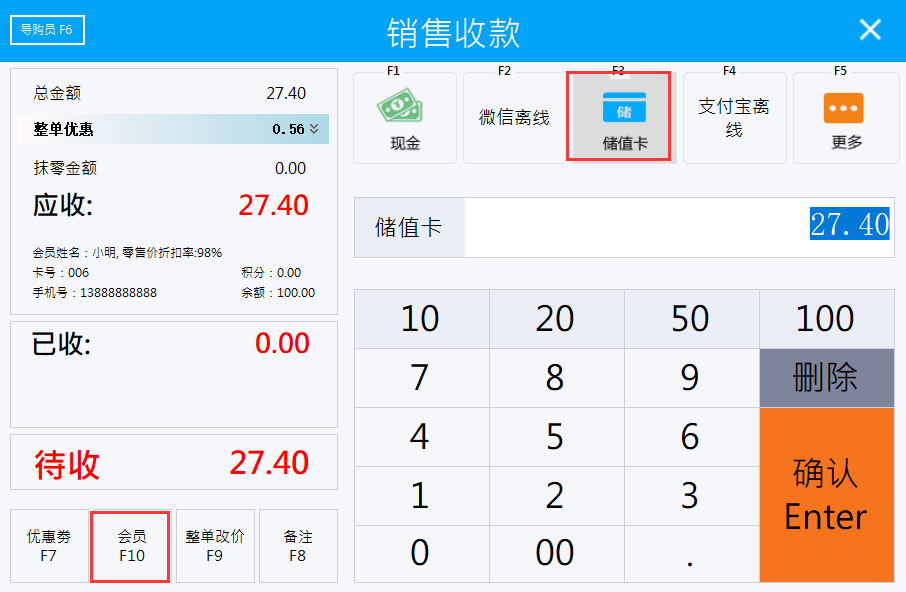 导购员 F6
销售收款
总金额 27.40
整单优惠 0.56
抹零金额 0.00
应收: 27.40
会员姓名：小明, 零售价折扣率:98%
卡号：006 积分：0.00
手机号：13888888888 余额：100.00
已收: 0.00
待收 27.40
优惠劵
F7
会员
F10
整单改价
F9
备注
F8
F1
现金
F2
微信离线
F3
储
储值卡
F4
支付宝离
线
F5
更多
储值卡 27.40
10 20 50 100
7 8 9 删除
4 5 6
1 2 3
0 00 .
确认
Enter